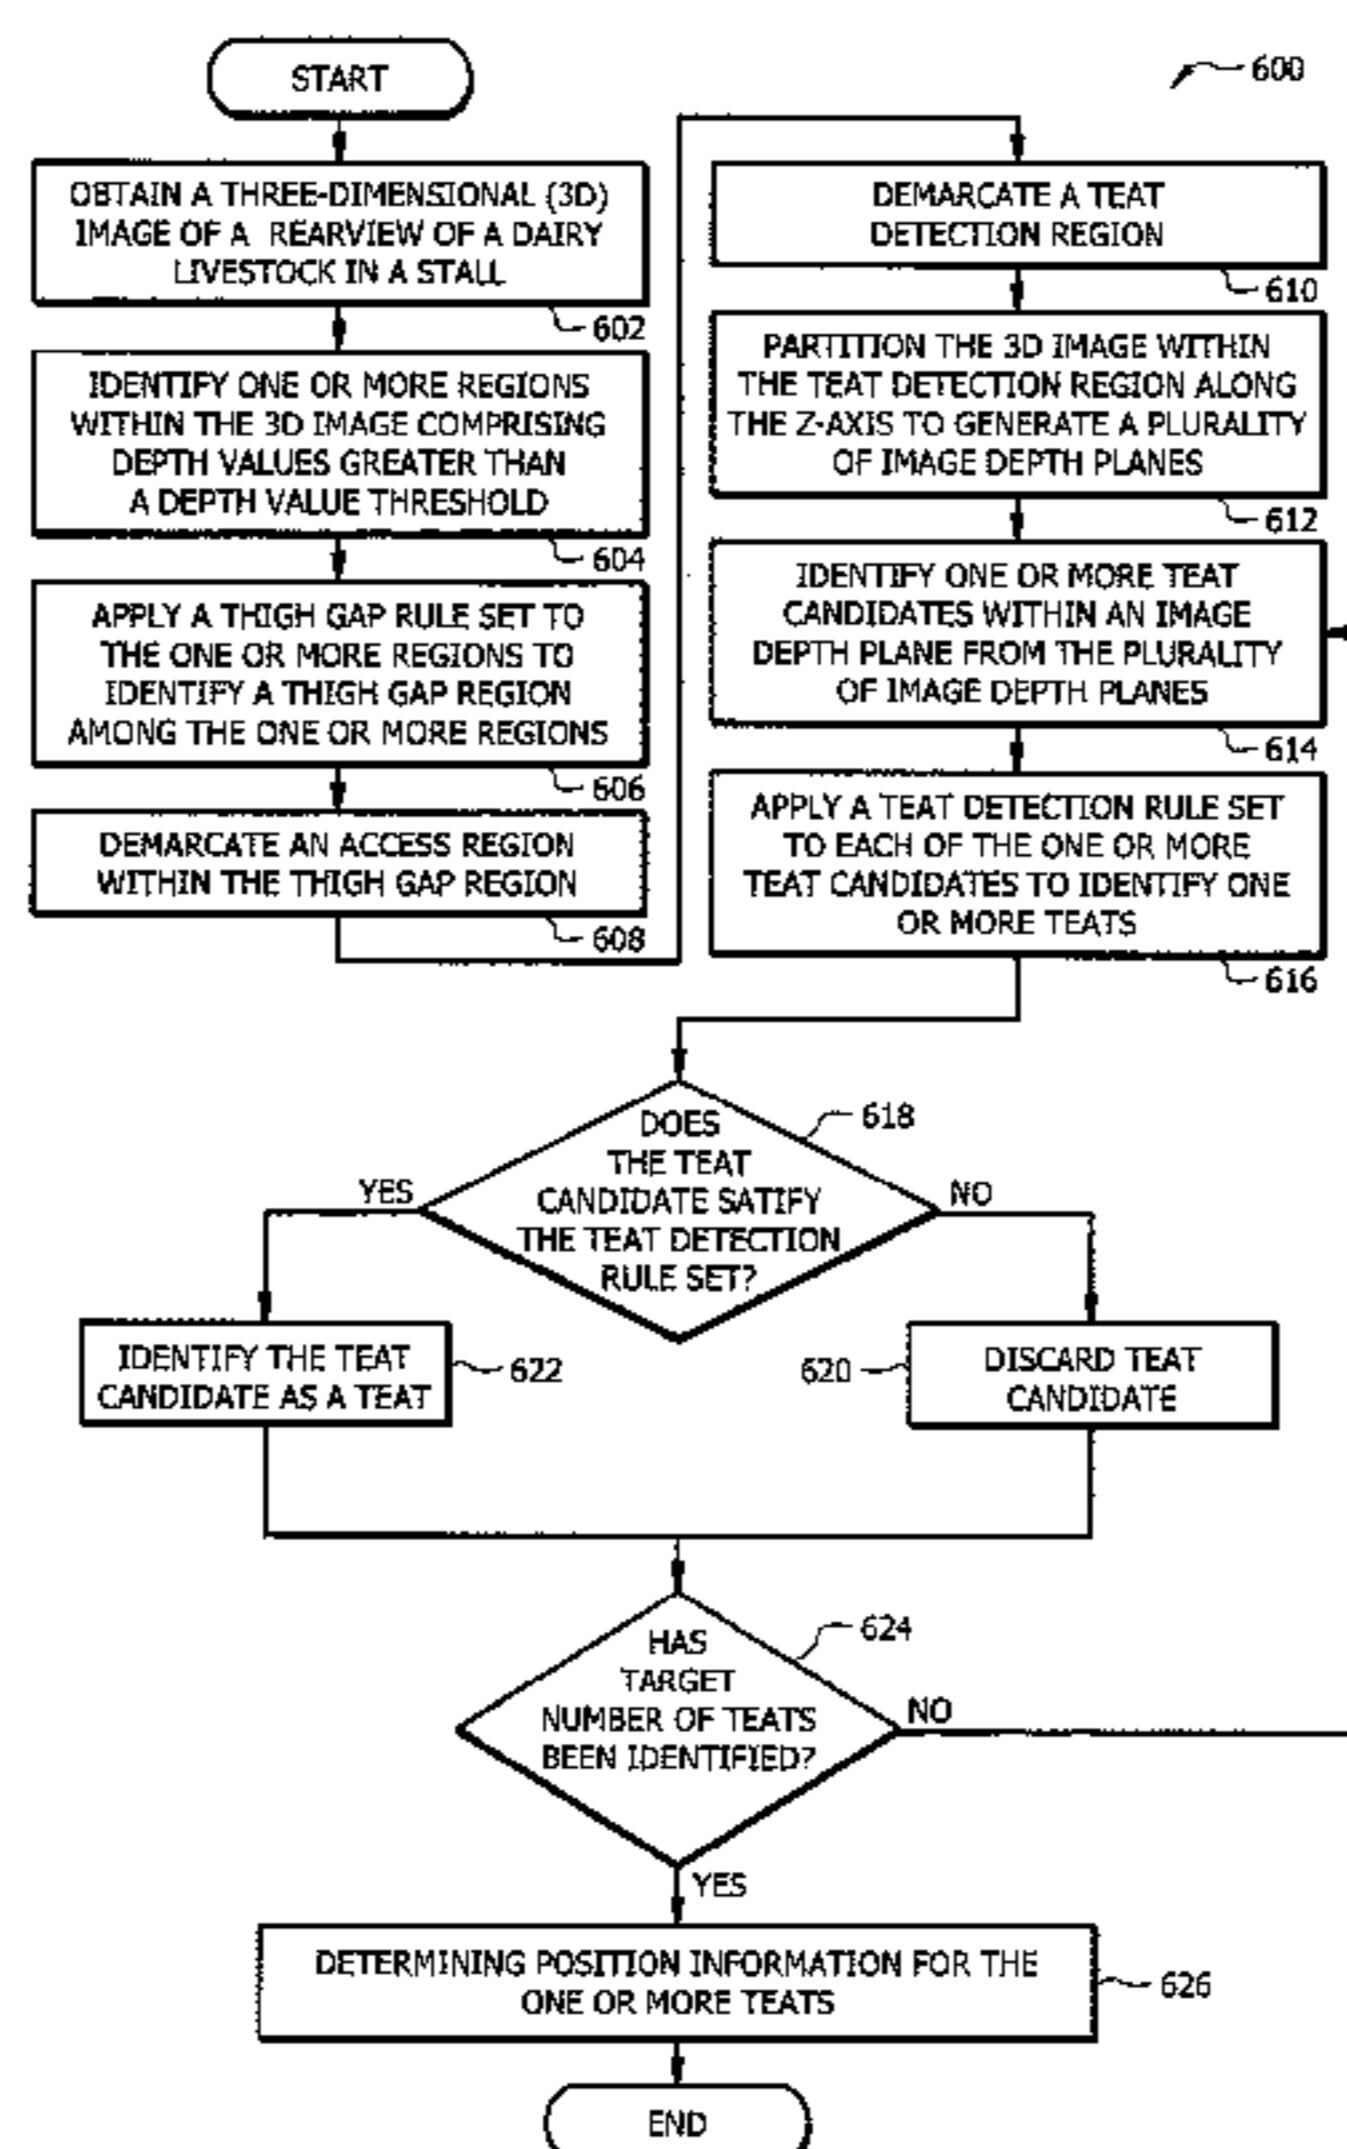 START
600
OBTAIN A THREE-DIMENSIONAL (3D)
IMAGE OF A REARVIEW OF A DAIRY
LIVESTOCK IN A STALL
602
IDENTIFY ONE OR MORE REGIONS
WITHIN THE 3D IMAGE COMPRISING
DEPTH VALUES GREATER THAN
A DEPTH VALUE THRESHOLD
604
APPLY A THIGH GAP RULE SET TO
THE ONE OR MORE REGIONS TO
IDENTIFY A THIGH GAP REGION
AMONG THE ONE OR MORE REGIONS
606
DEMARCATE AN ACCESS REGION
WITHIN THE THIGH GAP REGION
608
DEMARCATE A TEAT
DETECTION REGION
610
PARTITION THE 3D IMAGE WITHIN
THE TEAT DETECTION REGION ALONG
THE Z-AXIS TO GENERATE A PLURALITY
OF IMAGE DEPTH PLANES
612
IDENTIFY ONE OR MORE TEAT
CANDIDATES WITHIN AN IMAGE
DEPTH PLANE FROM THE PLURALITY
OF IMAGE DEPTH PLANES
614
APPLY A TEAT DETECTION RULE SET
TO EACH OF THE ONE OR MORE
TEAT CANDIDATES TO IDENTIFY ONE
OR MORE TEATS
616
DOES
THE TEAT
CANDIDATE SATIFY
THE TEAT DETECTION
RULE SET?
618
YES
NO
IDENTIFY THE TEAT
CANDIDATE AS A TEAT
622
620
DISCARD TEAT
CANDIDATE
HAS
TARGET
NUMBER OF TEATS
BEEN IDENTIFIED?
624
NO
YES
DETERMINING POSITION INFORMATION FOR THE
ONE OR MORE TEATS
626
END